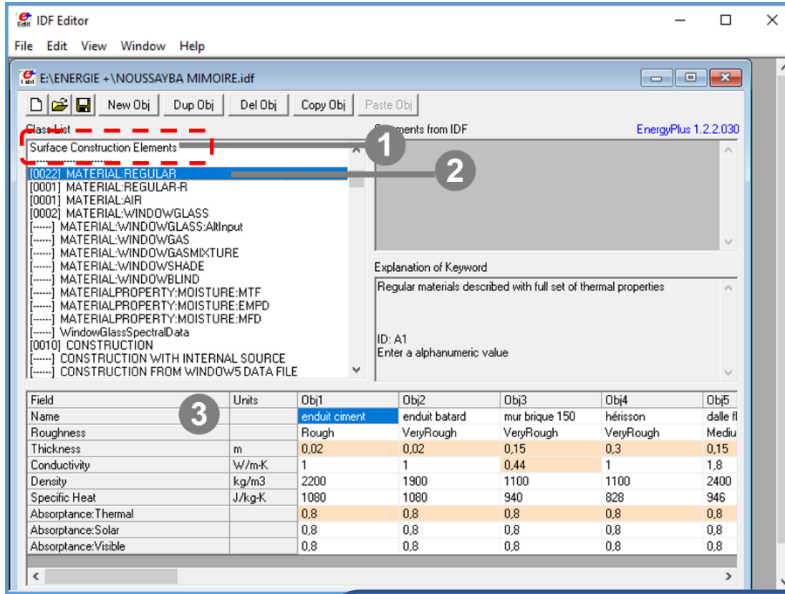 IDF Editor
File Edit View Window Help
E:\ENERGIE +\NOUSSAYBA MIMOIRE.idf
New Obj Dup Obj Del Obj Copy Obj Paste Obj
Class List
Comments from IDF
EnergyPlus 1.2.2.030
Surface Construction Elements
1
[0022] MATERIAL:REGULAR
2
[0001] MATERIAL:REGULAR-R
[0001] MATERIAL:AIR
[0002] MATERIAL:WINDOWGLASS
[------] MATERIAL:WINDOWGLASS:AltInput
[------] MATERIAL:WINDOWGAS
[------] MATERIAL:WINDOWGASMIXTURE
[------] MATERIAL:WINDOWSHADE
[------] MATERIAL:WINDOWBLIND
[------] MATERIALPROPERTY:MOISTURE:MTF
[------] MATERIALPROPERTY:MOISTURE:EMPD
[------] MATERIALPROPERTY:MOISTURE:MFD
[------] WindowGlassSpectralData
[0010] CONSTRUCTION
[------] CONSTRUCTION WITH INTERNAL SOURCE
[------] CONSTRUCTION FROM WINDOW5 DATA FILE
Explanation of Keyword
Regular materials described with full set of thermal properties
ID: A1
Enter a alphanumeric value
3
Field Units Obj1 Obj2 Obj3 Obj4 Obj5
Name enduit ciment enduit batard mur brique 150 hérisson dalle fl
Roughness Rough VeryRough VeryRough VeryRough Mediu
Thickness m 0,02 0,02 0,15 0,3 0,15
Conductivity W/m-K 1 1 0,44 1 1,8
Density kg/m3 2200 1900 1100 1100 2400
Specific Heat J/kg-K 1080 1080 940 828 946
Absorptance:Thermal 0,8 0,8 0,8 0,8 0,8
Absorptance:Solar 0,8 0,8 0,8 0,8 0,8
Absorptance:Visible 0,8 0,8 0,8 0,8 0,8